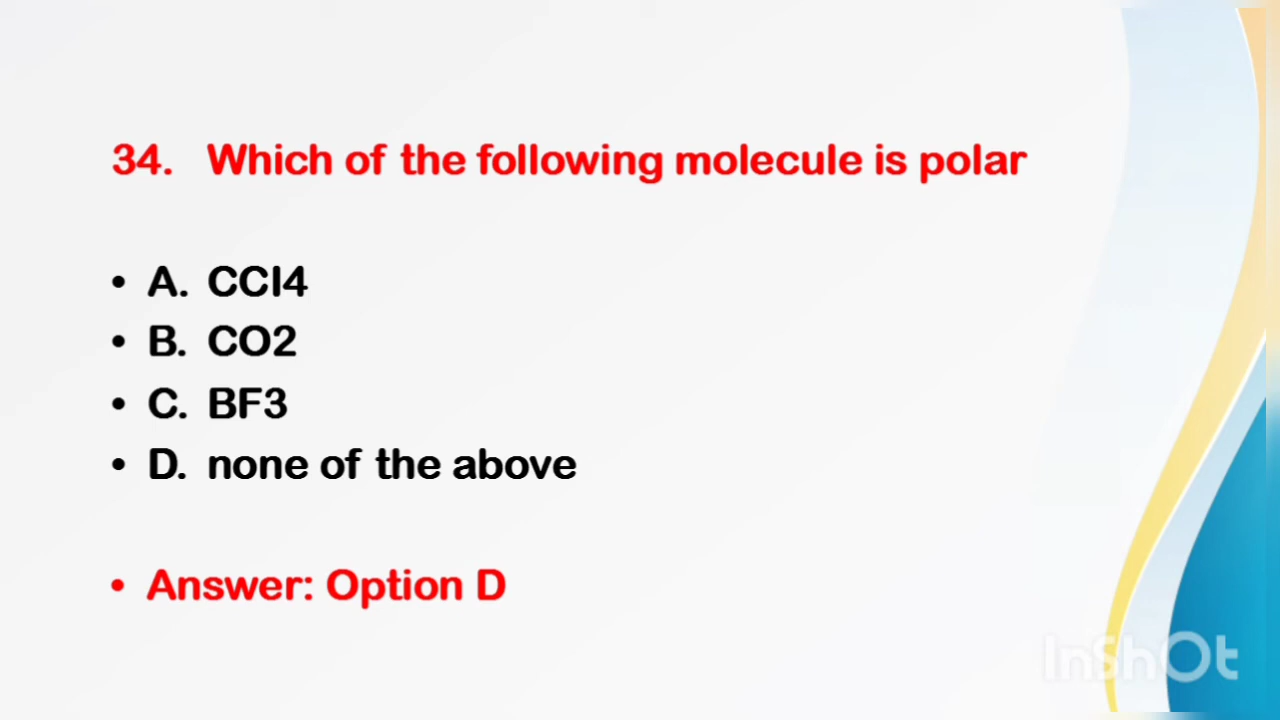 34. Which of the following molecule is polar
• A. CCl4
• B. CO2
• C. BF3
• D. none of the above
• Answer: Option D
InShOt